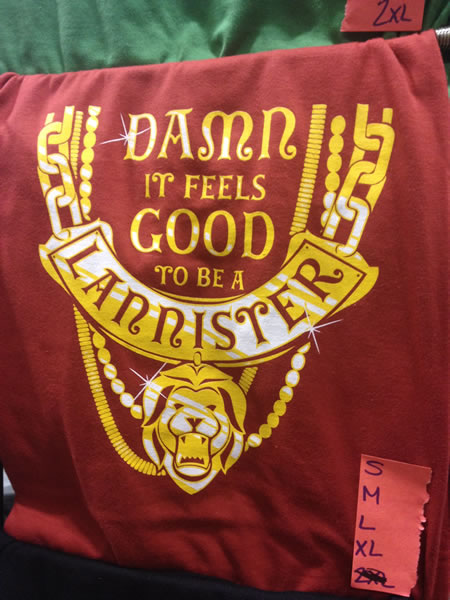 2XL
DAMN
IT FEELS
GOOD
TO BE A
LANNISTER
S
M
L
XL
2XL